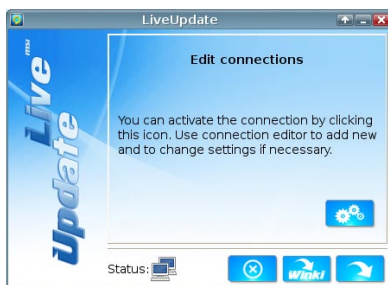 LiveUpdate
msi
Live Update
Edit connections
You can activate the connection by clicking
this icon. Use connection editor to add new
and to change settings if necessary.
Status:
Winki